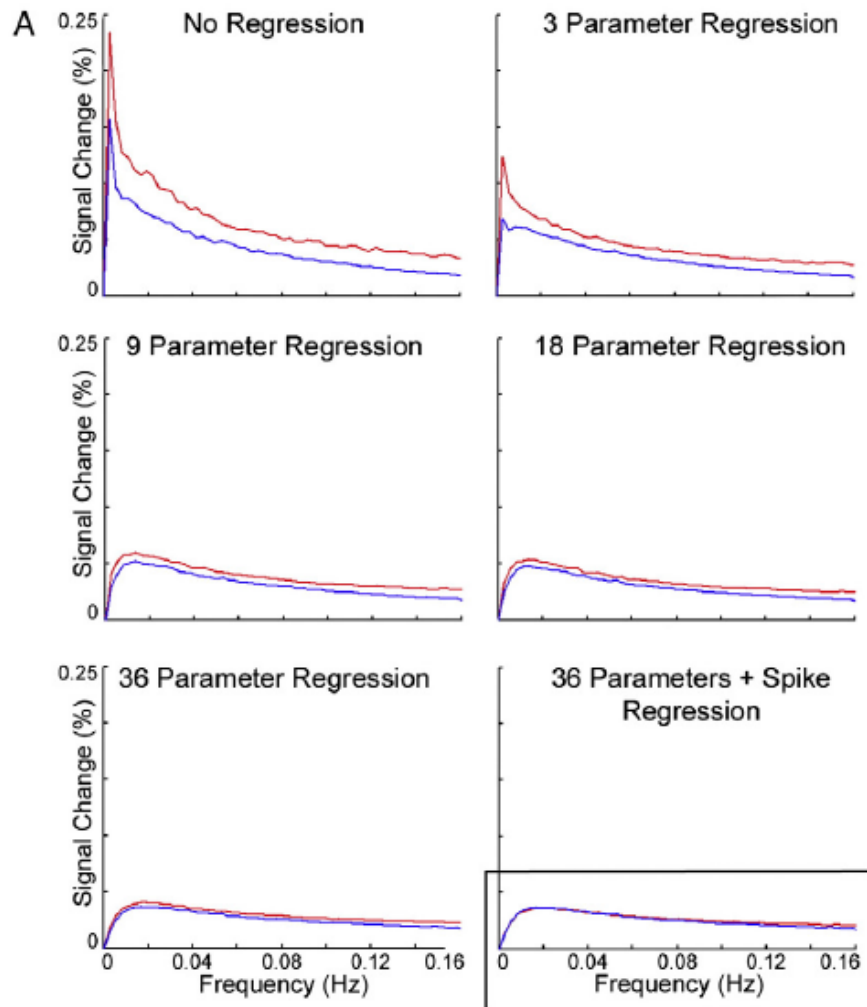 A
No Regression
3 Parameter Regression
0.25
Signal Change (%)
0
9 Parameter Regression
18 Parameter Regression
0.25
Signal Change (%)
0
36 Parameter Regression
36 Parameters + Spike
Regression
0.25
Signal Change (%)
0
0 0.04 0.08 0.12 0.16
Frequency (Hz)
0 0.04 0.08 0.12 0.16
Frequency (Hz)